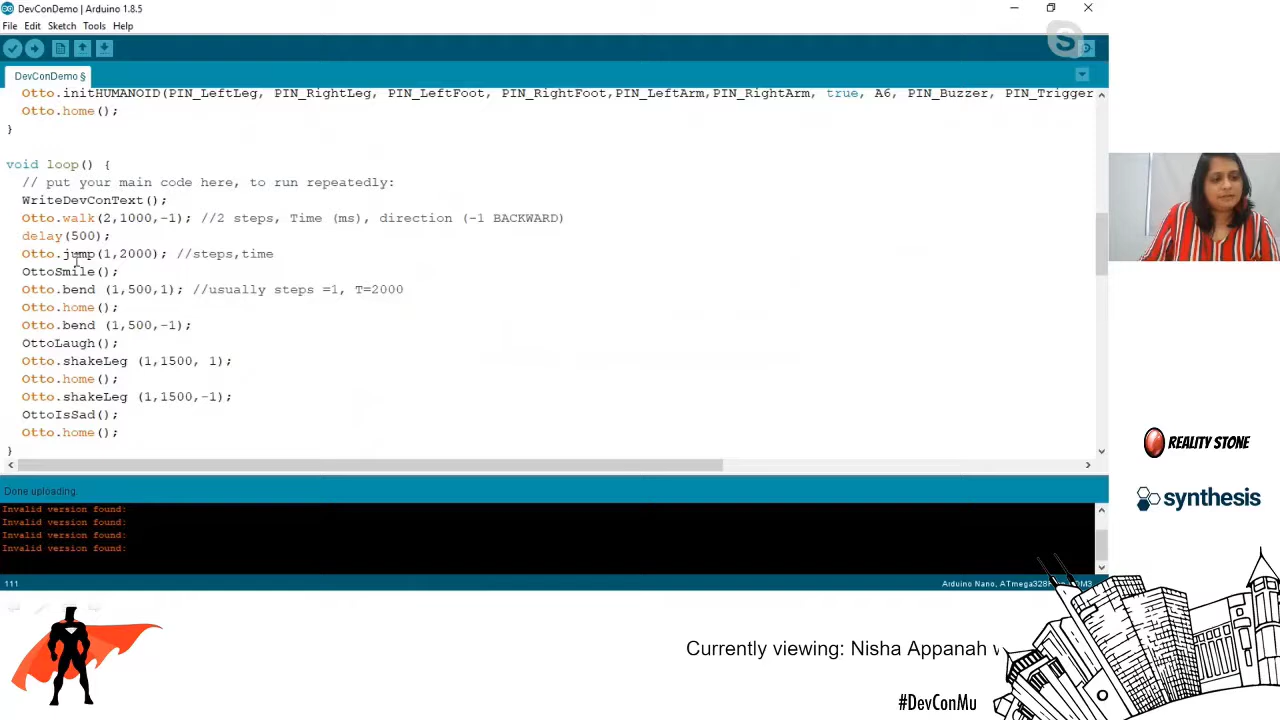 DevConDemo | Arduino 1.8.5
File Edit Sketch Tools Help
DevConDemo §
Otto.initHUMANOID(PIN_LeftLeg, PIN_RightLeg, PIN_LeftFoot, PIN_RightFoot,PIN_LeftArm,PIN_RightArm, true, A6, PIN_Buzzer, PIN_Trigger
Otto.home();
}
void loop() {
// put your main code here, to run repeatedly:
WriteDevConText();
Otto.walk(2,1000,-1); //2 steps, Time (ms), direction (-1 BACKWARD)
delay(500);
Otto.jump(1,2000); //steps,time
OttoSmile();
Otto.bend (1,500,1); //usually steps =1, T=2000
Otto.home();
Otto.bend (1,500,-1);
OttoLaugh();
Otto.shakeLeg (1,1500, 1);
Otto.home();
Otto.shakeLeg (1,1500,-1);
OttoIsSad();
Otto.home();
}
Done uploading.
Invalid version found:
Invalid version found:
Invalid version found:
Invalid version found:
111
Arduino Nano,
REALITY STONE
synthesis
Currently viewing: Nisha Appanah
#DevConMu